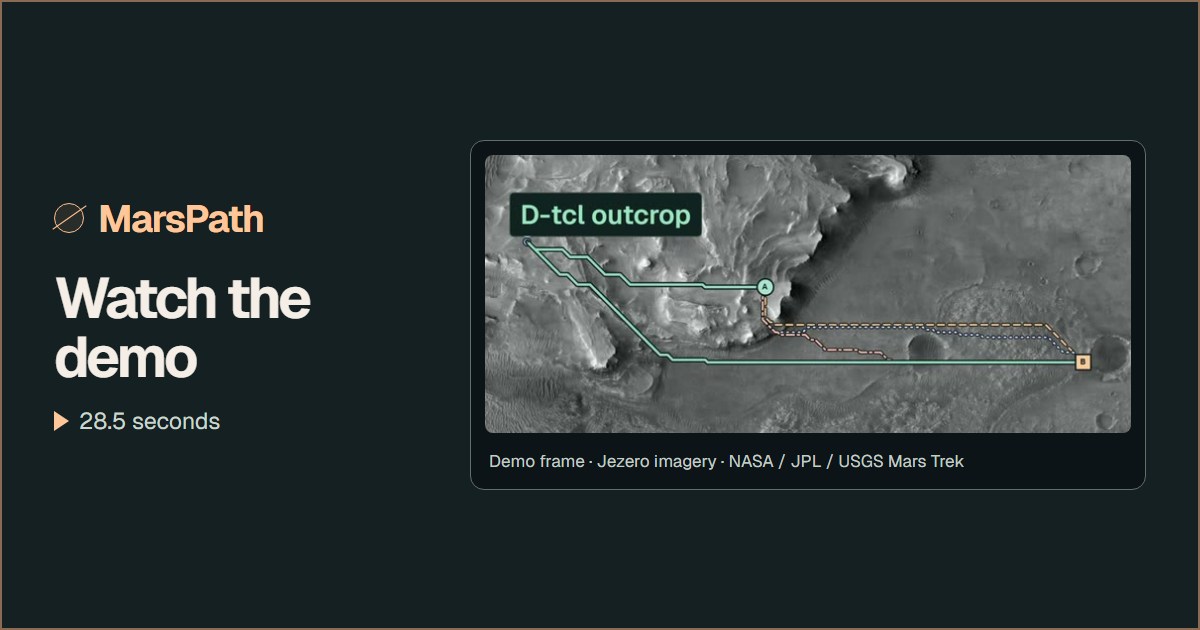 MarsPath
Watch the
demo
28.5 seconds
D-tcl outcrop
A
B
Demo frame · Jezero imagery · NASA / JPL / USGS Mars Trek